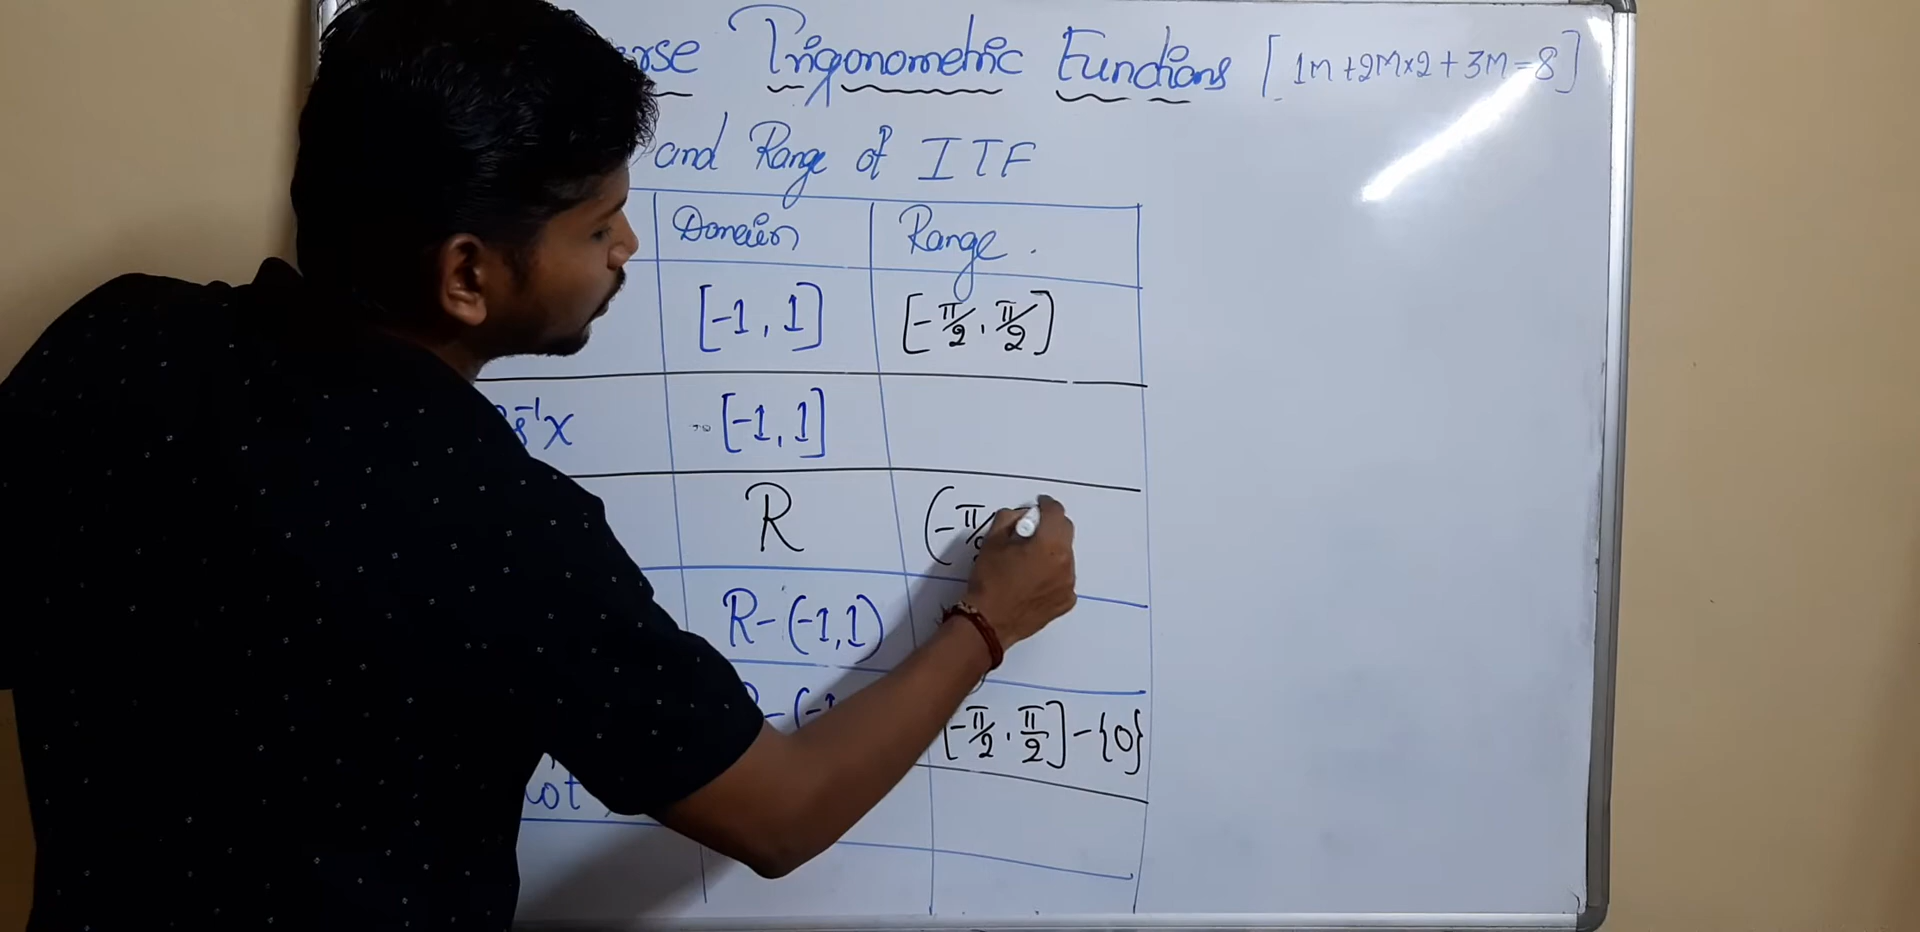 Trigonometric Functions [1M+2M×2+3M=8]
and Range of ITF
Domain Range
[-1, 1] [-π/2, π/2]
x [-1, 1]
R (-π/
R-(-1,1)
[-π/2, π/2]-{0}
cot